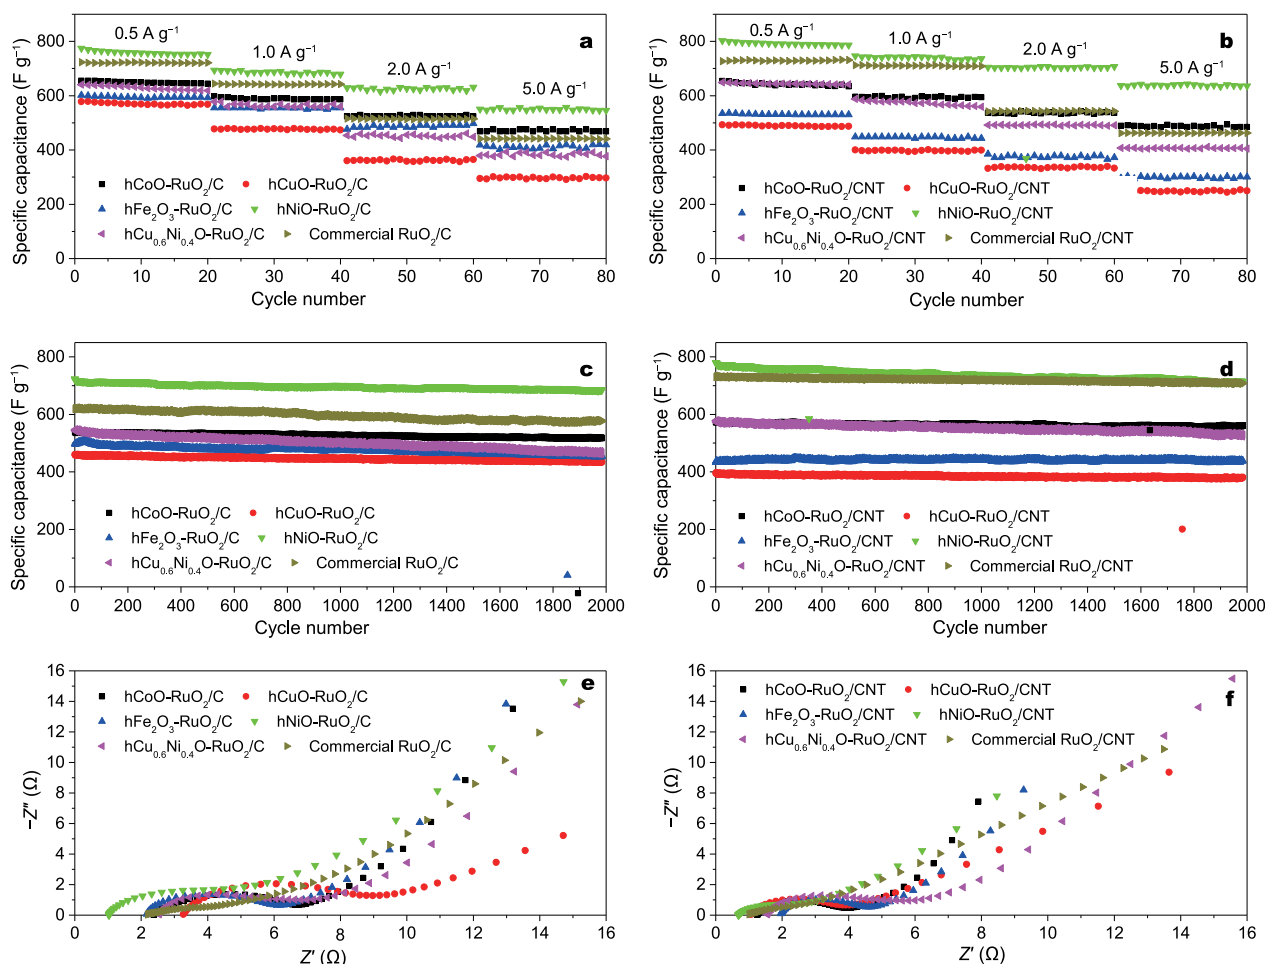 a
0.5 A g⁻¹
1.0 A g⁻¹
2.0 A g⁻¹
5.0 A g⁻¹
Specific capacitance (F g⁻¹)
800
600
400
200
0
hCoO-RuO₂/C
hCuO-RuO₂/C
hFe₂O₃-RuO₂/C
hNiO-RuO₂/C
hCu₀.₆Ni₀.₄O-RuO₂/C
Commercial RuO₂/C
0 10 20 30 40 50 60 70 80
Cycle number
b
0.5 A g⁻¹
1.0 A g⁻¹
2.0 A g⁻¹
5.0 A g⁻¹
Specific capacitance (F g⁻¹)
800
600
400
200
0
hCoO-RuO₂/CNT
hCuO-RuO₂/CNT
hFe₂O₃-RuO₂/CNT
hNiO-RuO₂/CNT
hCu₀.₆Ni₀.₄O-RuO₂/CNT
Commercial RuO₂/CNT
0 10 20 30 40 50 60 70 80
Cycle number
c
Specific capacitance (F g⁻¹)
800
600
400
200
0
hCoO-RuO₂/C
hCuO-RuO₂/C
hFe₂O₃-RuO₂/C
hNiO-RuO₂/C
hCu₀.₆Ni₀.₄O-RuO₂/C
Commercial RuO₂/C
0 200 400 600 800 1000 1200 1400 1600 1800 2000
Cycle number
d
Specific capacitance (F g⁻¹)
800
600
400
200
0
hCoO-RuO₂/CNT
hCuO-RuO₂/CNT
hFe₂O₃-RuO₂/CNT
hNiO-RuO₂/CNT
hCu₀.₆Ni₀.₄O-RuO₂/CNT
Commercial RuO₂/CNT
0 200 400 600 800 1000 1200 1400 1600 1800 2000
Cycle number
e
−Z″ (Ω)
16
14
12
10
8
6
4
2
0
hCoO-RuO₂/C
hCuO-RuO₂/C
hFe₂O₃-RuO₂/C
hNiO-RuO₂/C
hCu₀.₆Ni₀.₄O-RuO₂/C
Commercial RuO₂/C
0 2 4 6 8 10 12 14 16
Z′ (Ω)
f
−Z″ (Ω)
16
14
12
10
8
6
4
2
0
hCoO-RuO₂/CNT
hCuO-RuO₂/CNT
hFe₂O₃-RuO₂/CNT
hNiO-RuO₂/CNT
hCu₀.₆Ni₀.₄O-RuO₂/CNT
Commercial RuO₂/CNT
0 2 4 6 8 10 12 14 16
Z′ (Ω)